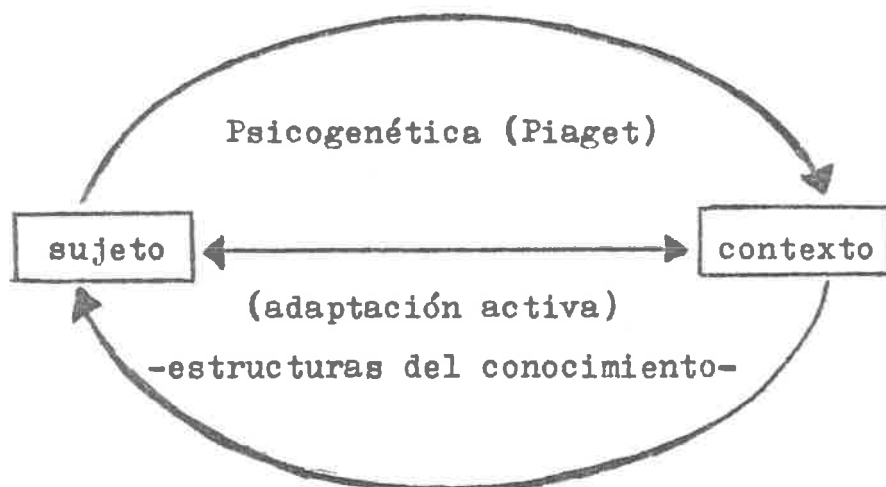 Psicogenética (Piaget)
sujeto
contexto
(adaptación activa)
-estructuras del conocimiento-